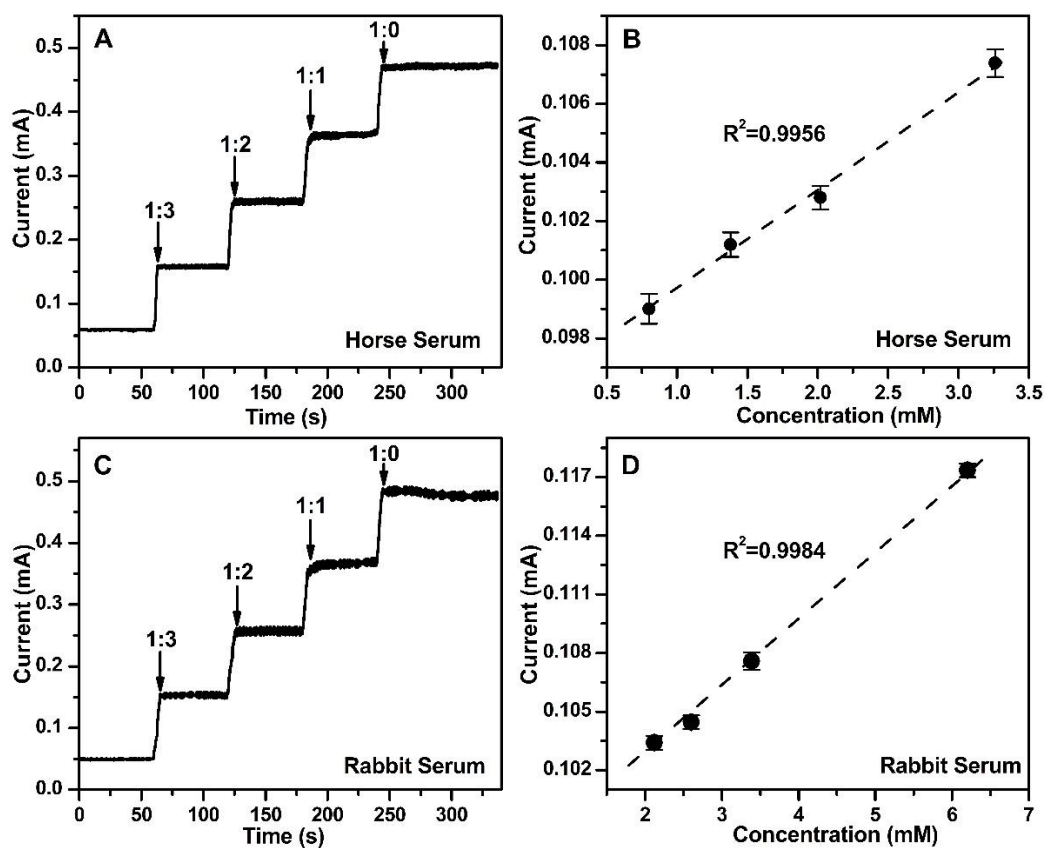 A
1:0
1:1
1:2
1:3
Current (mA)
0.5
0.4
0.3
0.2
0.1
0.0
Horse Serum
0 50 100 150 200 250 300
Time (s)
B
R²=0.9956
Current (mA)
0.108
0.106
0.104
0.102
0.100
0.098
Horse Serum
0.5 1.0 1.5 2.0 2.5 3.0 3.5
Concentration (mM)
C
1:0
1:1
1:2
1:3
Current (mA)
0.5
0.4
0.3
0.2
0.1
0.0
Rabbit Serum
0 50 100 150 200 250 300
Time (s)
D
R²=0.9984
Current (mA)
0.117
0.114
0.111
0.108
0.105
0.102
Rabbit Serum
2 3 4 5 6 7
Concentration (mM)